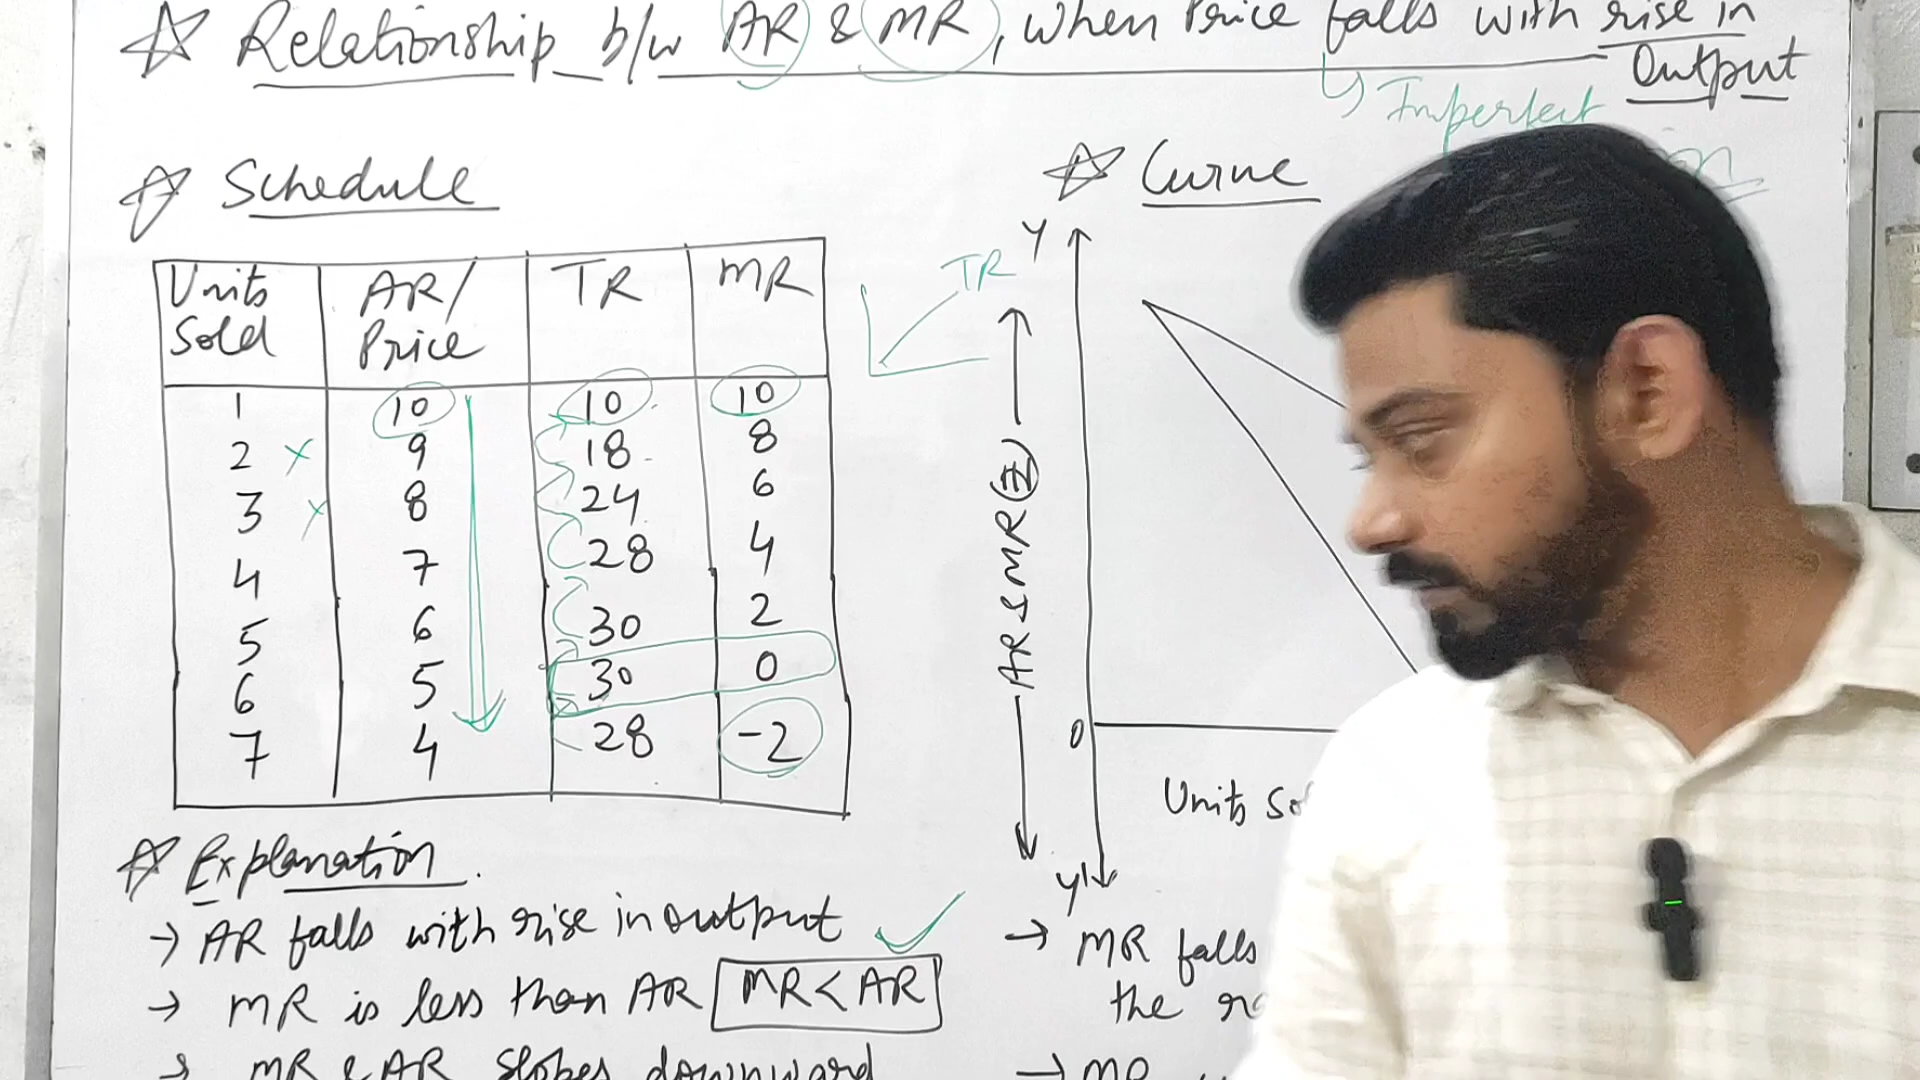 Relationship b/w AR & MR, when Price falls with rise in
Output
Imperfect
Schedule
Units Sold AR/Price TR MR
1 10 10 10
2 × 9 18 8
3 × 8 24 6
4 7 28 4
5 6 30 2
6 5 30 0
7 4 28 -2
TR
Curve
Y
AR & MR (₹)
0
Units
Y'
Explanation
→ AR falls with rise in output ✓
→ MR is less than AR MR < AR
MR & AR slopes downward
→ MR falls
the
→ MR